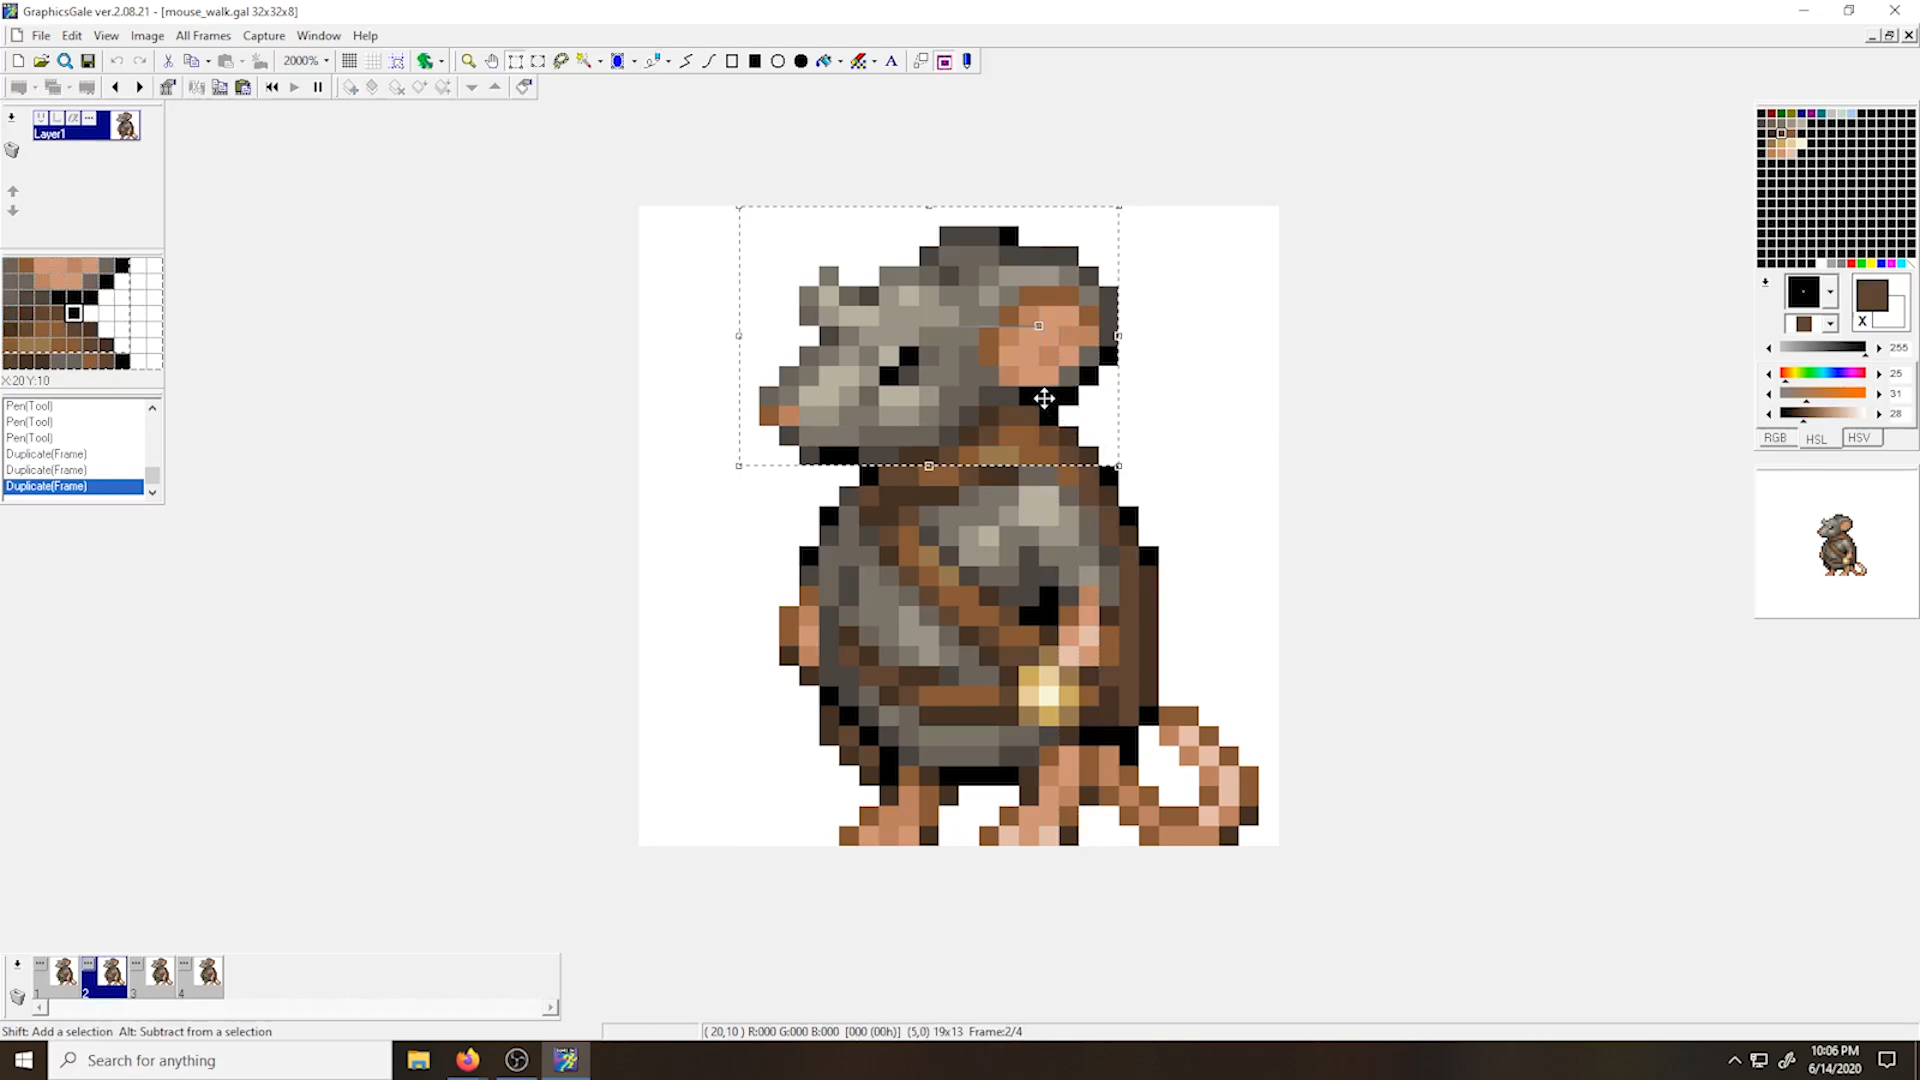 GraphicsGale ver.2.08.21 - [mouse_walk.gal 32x32x8]
File Edit View Image All Frames Capture Window Help
2000%
Layer1
X:20 Y:10
Pen(Tool)
Pen(Tool)
Pen(Tool)
Duplicate(Frame)
Duplicate(Frame)
Duplicate(Frame)
X
255
25
31
28
RGB HSL HSV
1 2 3 4
Shift: Add a selection Alt: Subtract from a selection
( 20,10 ) R:000 G:000 B:000 [000 (00h)] (5,0) 19x13 Frame:2/4
Search for anything
10:06 PM
6/14/2020